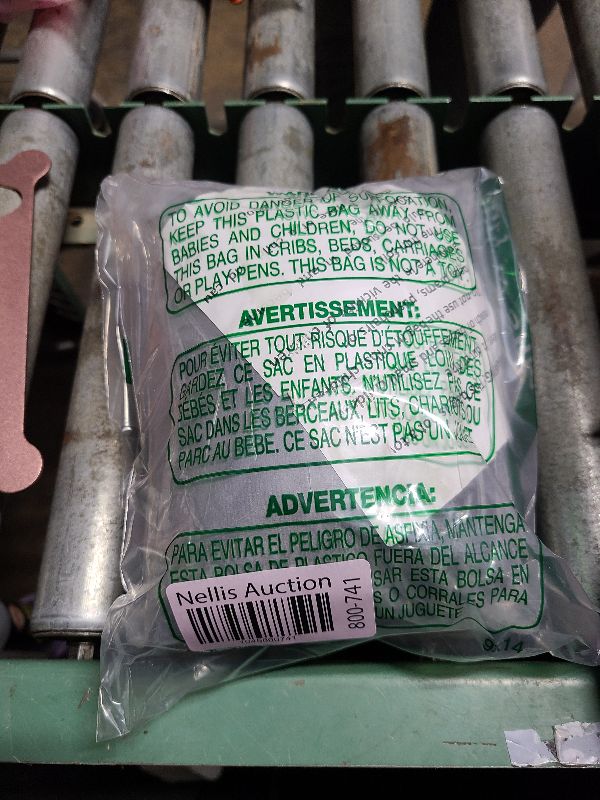 TO AVOID DANGER OF SUFFOCATION,
KEEP THIS PLASTIC BAG AWAY FROM
BABIES AND CHILDREN. DO NOT USE
THIS BAG IN CRIBS, BEDS, CARRIAGES
OR PLAYPENS. THIS BAG IS NOT A TOY.
AVERTISSEMENT:
POUR ÉVITER TOUT RISQUE D'ÉTOUFFEMENT,
GARDEZ CE SAC EN PLASTIQUE LOIN DES
BÉBÉS ET LES ENFANTS. N'UTILISEZ PAS CE
SAC DANS LES BERCEAUX, LITS, CHARIOTS OU
PARC AU BEBE. CE SAC N'EST PAS UN
ADVERTENCIA:
PARA EVITAR EL PELIGRO DE ASFIXIA, MANTENGA
ESTA BOLSA DE PLASTICO FUERA DEL ALCANCE
SAR ESTA BOLSA EN
S O CORRALES PARA
UN JUGUETE
9x14
Nellis Auction
800-741